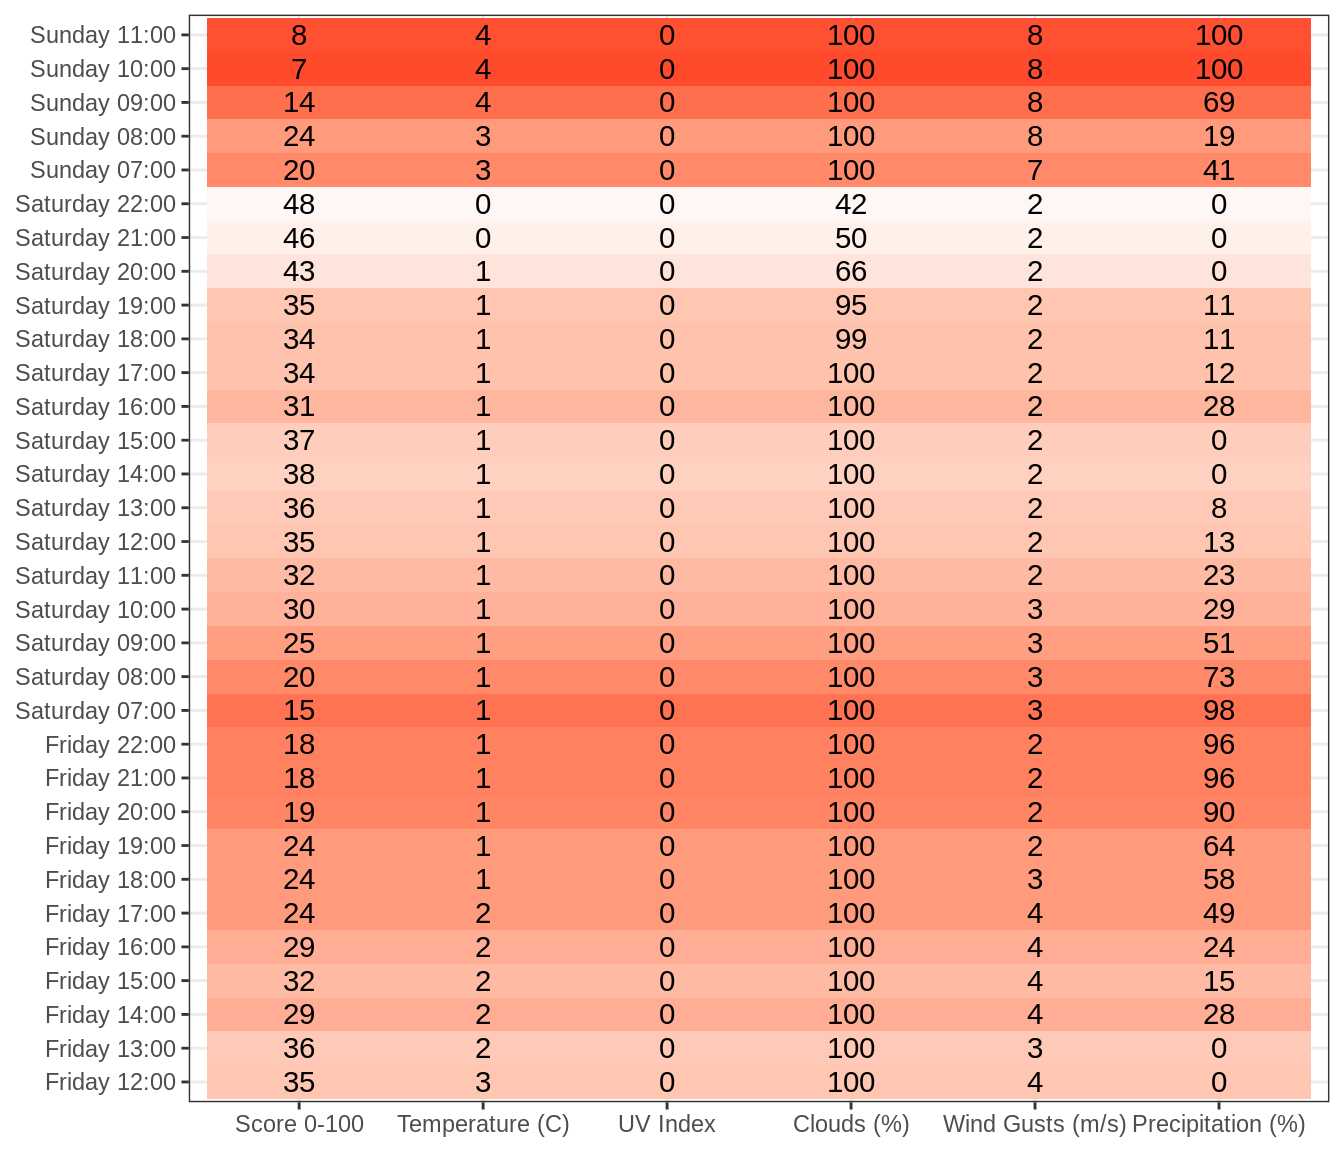 Sunday 11:00 8 4 0 100 8 100
Sunday 10:00 7 4 0 100 8 100
Sunday 09:00 14 4 0 100 8 69
Sunday 08:00 24 3 0 100 8 19
Sunday 07:00 20 3 0 100 7 41
Saturday 22:00 48 0 0 42 2 0
Saturday 21:00 46 0 0 50 2 0
Saturday 20:00 43 1 0 66 2 0
Saturday 19:00 35 1 0 95 2 11
Saturday 18:00 34 1 0 99 2 11
Saturday 17:00 34 1 0 100 2 12
Saturday 16:00 31 1 0 100 2 28
Saturday 15:00 37 1 0 100 2 0
Saturday 14:00 38 1 0 100 2 0
Saturday 13:00 36 1 0 100 2 8
Saturday 12:00 35 1 0 100 2 13
Saturday 11:00 32 1 0 100 2 23
Saturday 10:00 30 1 0 100 3 29
Saturday 09:00 25 1 0 100 3 51
Saturday 08:00 20 1 0 100 3 73
Saturday 07:00 15 1 0 100 3 98
Friday 22:00 18 1 0 100 2 96
Friday 21:00 18 1 0 100 2 96
Friday 20:00 19 1 0 100 2 90
Friday 19:00 24 1 0 100 2 64
Friday 18:00 24 1 0 100 3 58
Friday 17:00 24 2 0 100 4 49
Friday 16:00 29 2 0 100 4 24
Friday 15:00 32 2 0 100 4 15
Friday 14:00 29 2 0 100 4 28
Friday 13:00 36 2 0 100 3 0
Friday 12:00 35 3 0 100 4 0
Score 0-100 Temperature (C) UV Index Clouds (%) Wind Gusts (m/s) Precipitation (%)